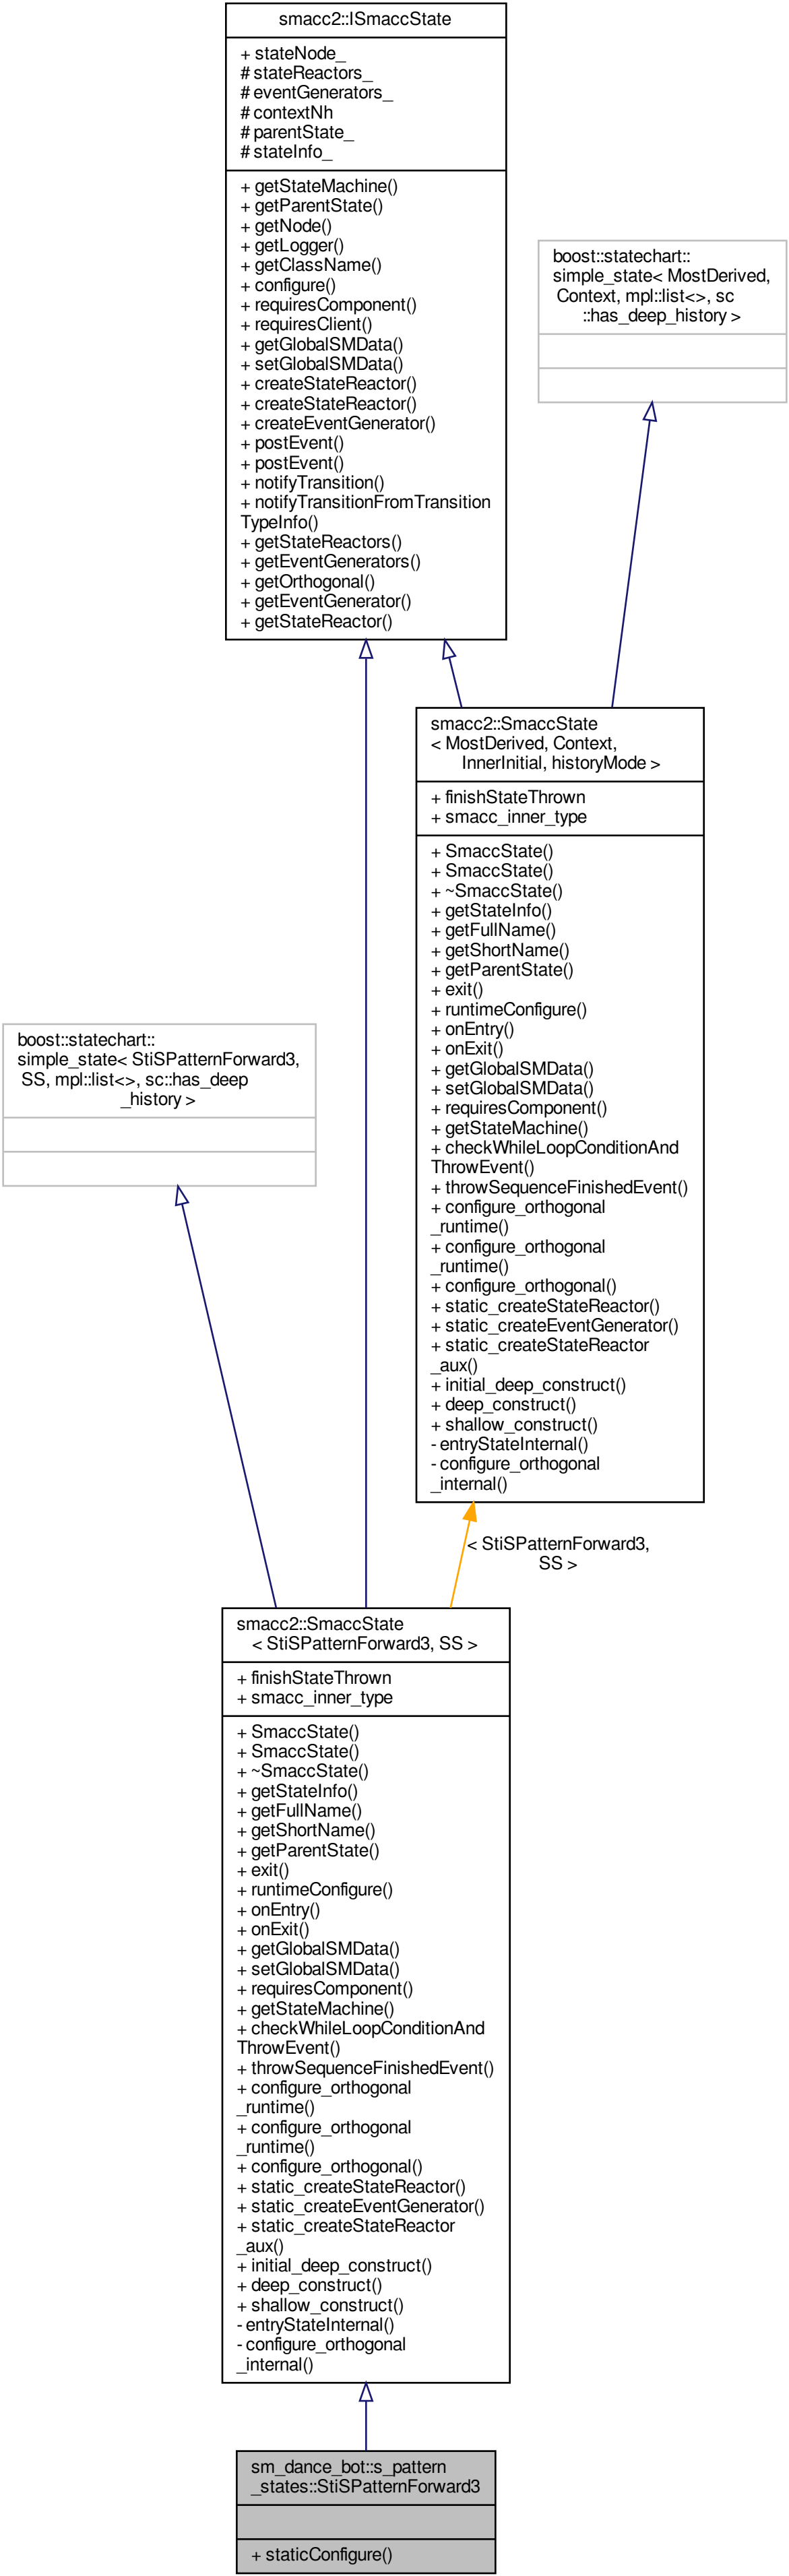 smacc2::ISmaccState
+ stateNode_
# stateReactors_
# eventGenerators_
# contextNh
# parentState_
# stateInfo_
+ getStateMachine()
+ getParentState()
+ getNode()
+ getLogger()
+ getClassName()
+ configure()
+ requiresComponent()
+ requiresClient()
+ getGlobalSMData()
+ setGlobalSMData()
+ createStateReactor()
+ createStateReactor()
+ createEventGenerator()
+ postEvent()
+ postEvent()
+ notifyTransition()
+ notifyTransitionFromTransition
TypeInfo()
+ getStateReactors()
+ getEventGenerators()
+ getOrthogonal()
+ getEventGenerator()
+ getStateReactor()
boost::statechart::
simple_state< MostDerived,
Context, mpl::list<>, sc
::has_deep_history >
smacc2::SmaccState
< MostDerived, Context,
InnerInitial, historyMode >
+ finishStateThrown
+ smacc_inner_type
+ SmaccState()
+ SmaccState()
+ ~SmaccState()
+ getStateInfo()
+ getFullName()
+ getShortName()
+ getParentState()
+ exit()
+ runtimeConfigure()
+ onEntry()
+ onExit()
+ getGlobalSMData()
+ setGlobalSMData()
+ requiresComponent()
+ getStateMachine()
+ checkWhileLoopConditionAnd
ThrowEvent()
+ throwSequenceFinishedEvent()
+ configure_orthogonal
_runtime()
+ configure_orthogonal
_runtime()
+ configure_orthogonal()
+ static_createStateReactor()
+ static_createEventGenerator()
+ static_createStateReactor
_aux()
+ initial_deep_construct()
+ deep_construct()
+ shallow_construct()
- entryStateInternal()
- configure_orthogonal
_internal()
boost::statechart::
simple_state< StiSPatternForward3,
SS, mpl::list<>, sc::has_deep
_history >
< StiSPatternForward3,
SS >
smacc2::SmaccState
< StiSPatternForward3, SS >
+ finishStateThrown
+ smacc_inner_type
+ SmaccState()
+ SmaccState()
+ ~SmaccState()
+ getStateInfo()
+ getFullName()
+ getShortName()
+ getParentState()
+ exit()
+ runtimeConfigure()
+ onEntry()
+ onExit()
+ getGlobalSMData()
+ setGlobalSMData()
+ requiresComponent()
+ getStateMachine()
+ checkWhileLoopConditionAnd
ThrowEvent()
+ throwSequenceFinishedEvent()
+ configure_orthogonal
_runtime()
+ configure_orthogonal
_runtime()
+ configure_orthogonal()
+ static_createStateReactor()
+ static_createEventGenerator()
+ static_createStateReactor
_aux()
+ initial_deep_construct()
+ deep_construct()
+ shallow_construct()
- entryStateInternal()
- configure_orthogonal
_internal()
sm_dance_bot::s_pattern
_states::StiSPatternForward3
+ staticConfigure()